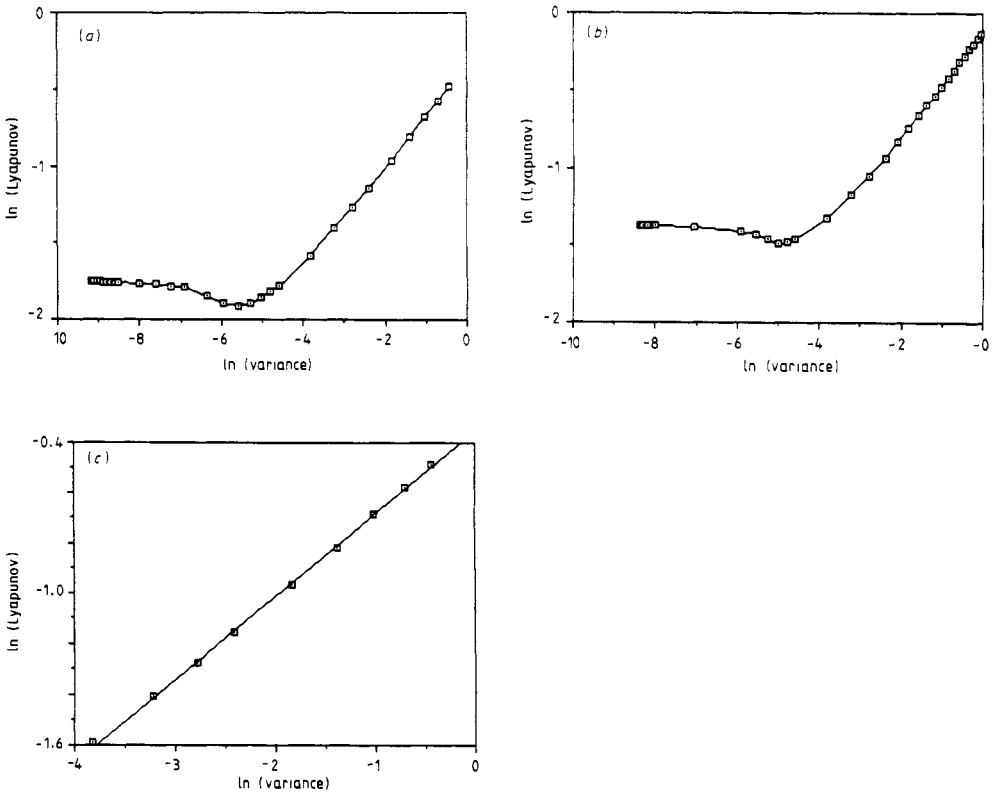 (a)
0
-1
-2
ln (Lyapunov)
10 -8 -6 -4 -2 0
ln (variance)
(b)
0
-1
-2
ln (Lyapunov)
-10 -8 -6 -4 -2 -0
ln (variance)
(c)
-0.4
-1.0
-1.6
ln (Lyapunov)
-4 -3 -2 -1 0
ln (variance)